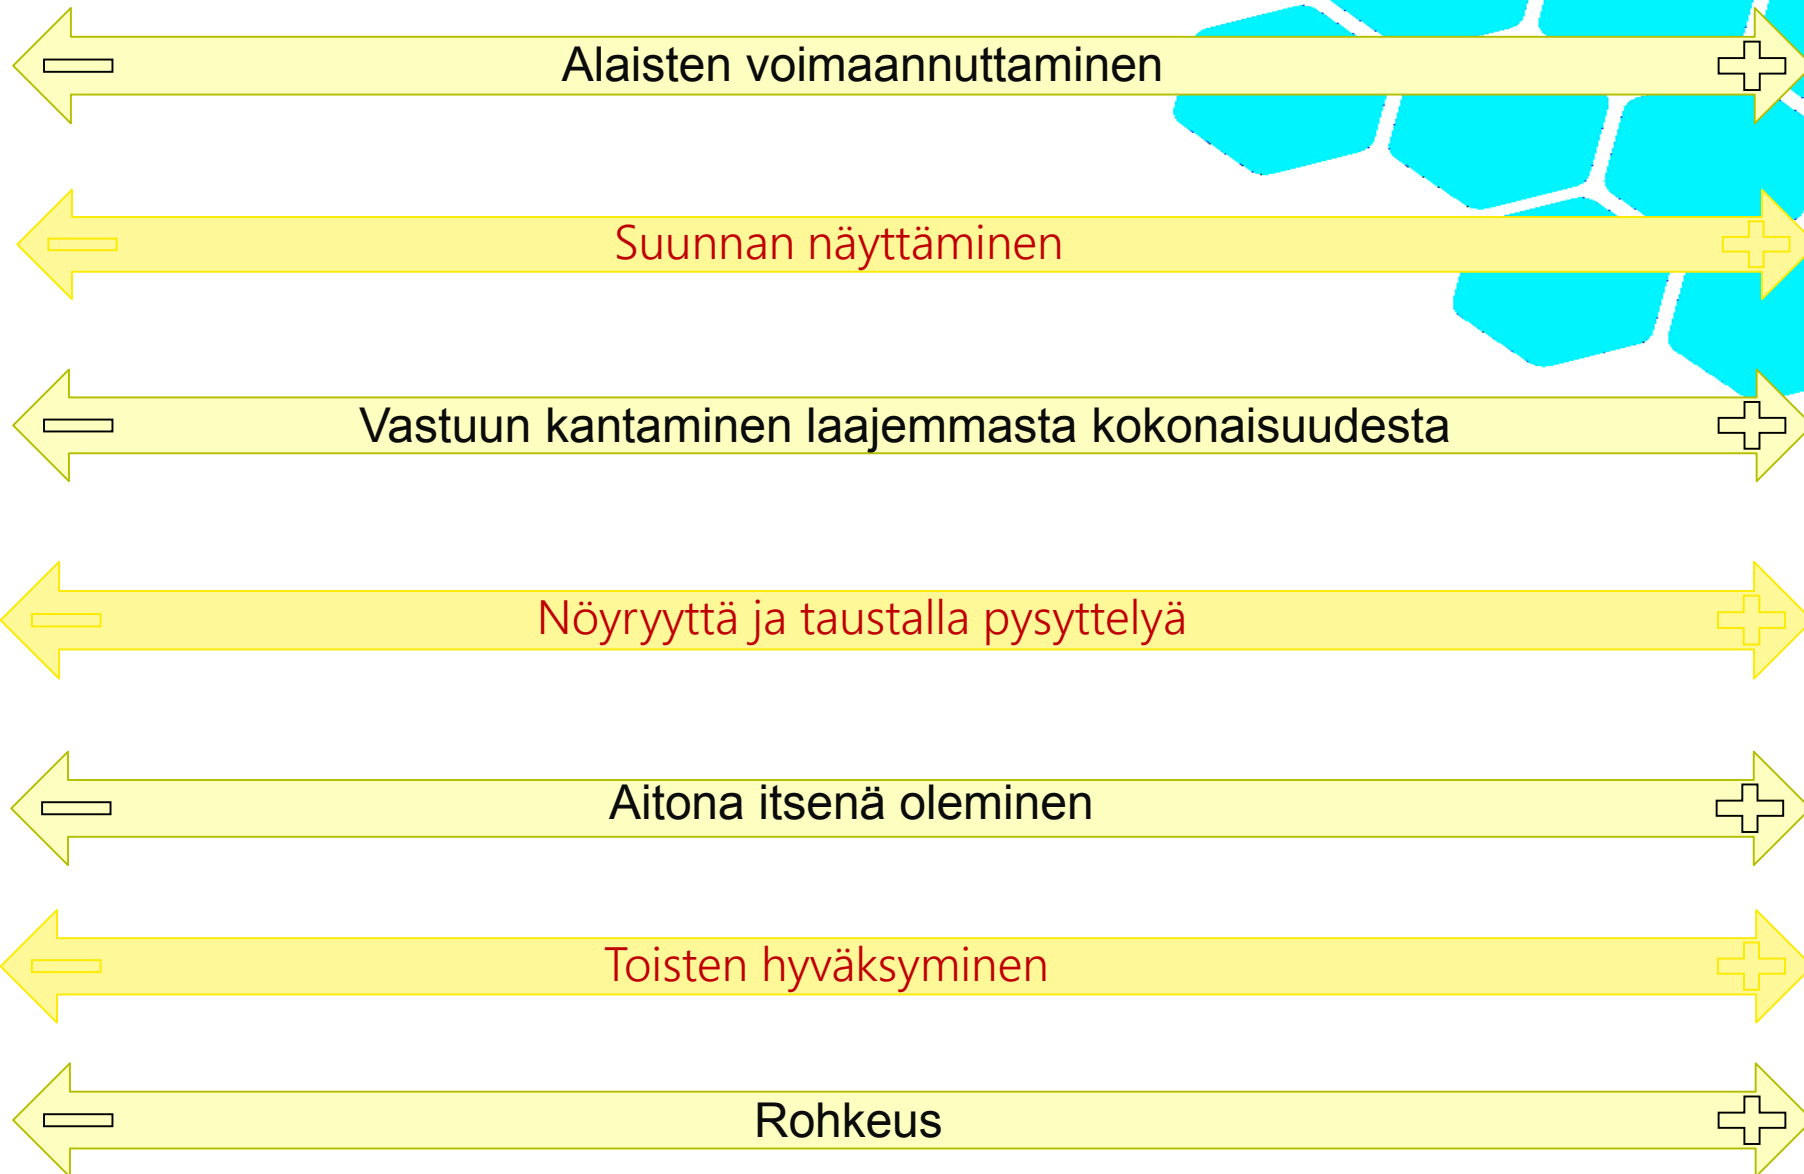 Alaisten voimaannuttaminen
Suunnan näyttäminen
Vastuun kantaminen laajemmasta kokonaisuudesta
Nöyryyttä ja taustalla pysyttelyä
Aitona itsenä oleminen
Toisten hyväksyminen
Rohkeus